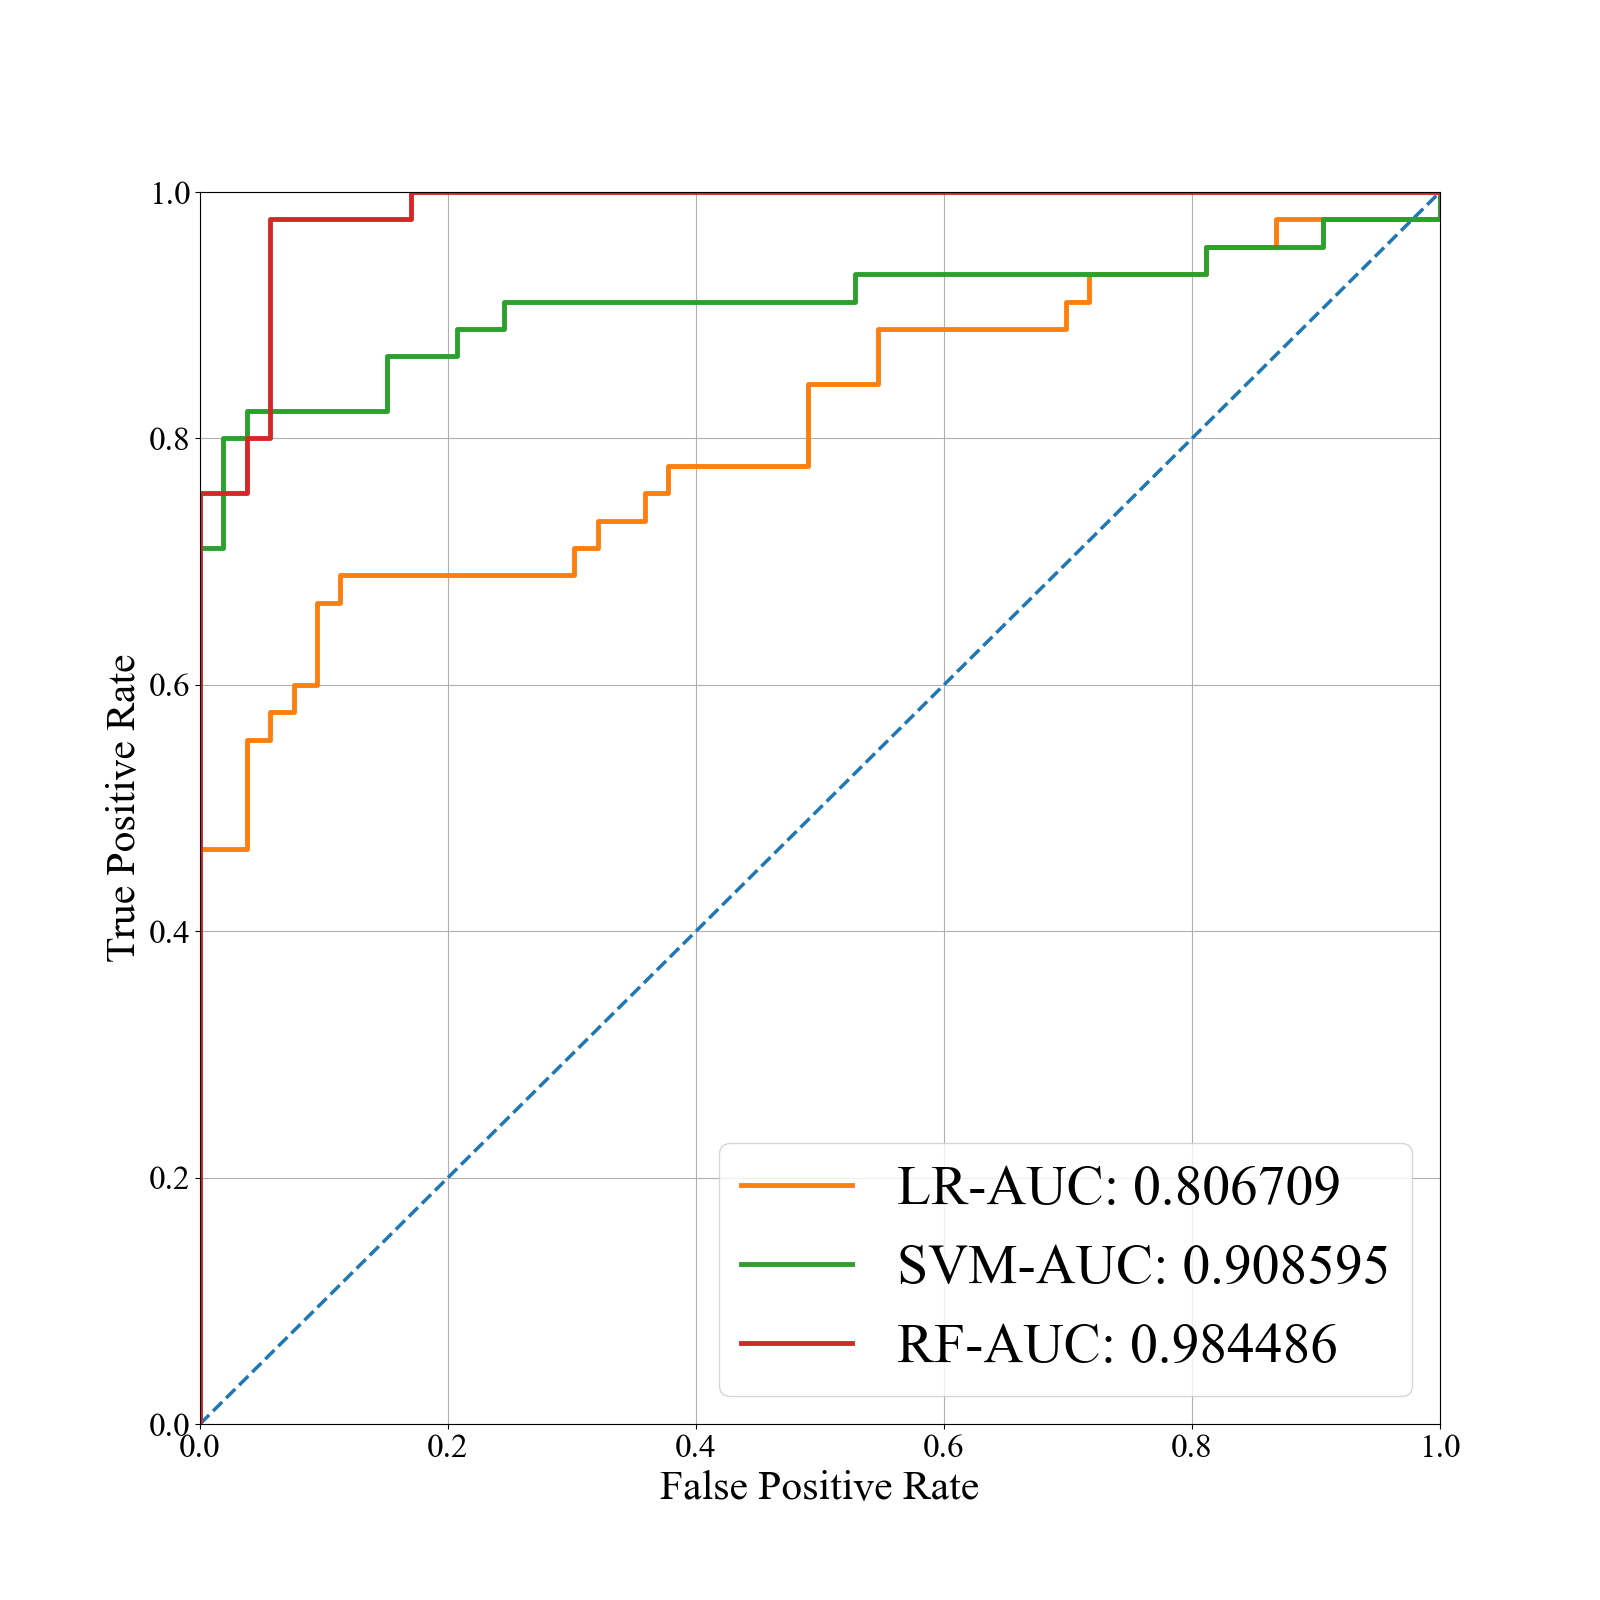 1.0
0.8
0.6
0.4
0.2
0.0
True Positive Rate
LR-AUC: 0.806709
SVM-AUC: 0.908595
RF-AUC: 0.984486
0.0 0.2 0.4 0.6 0.8 1.0
False Positive Rate